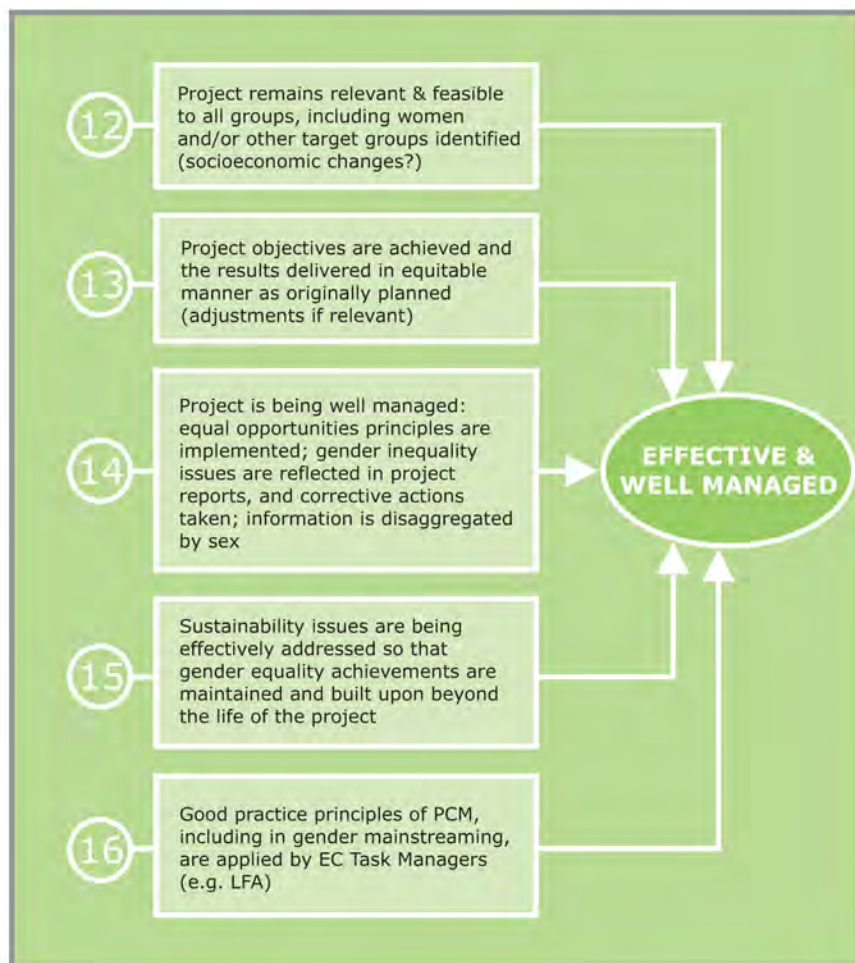 12
Project remains relevant & feasible
to all groups, including women
and/or other target groups identified
(socioeconomic changes?)
13
Project objectives are achieved and
the results delivered in equitable
manner as originally planned
(adjustments if relevant)
14
Project is being well managed:
equal opportunities principles are
implemented; gender inequality
issues are reflected in project
reports, and corrective actions
taken; information is disaggregated
by sex
EFFECTIVE &
WELL MANAGED
15
Sustainability issues are being
effectively addressed so that
gender equality achievements are
maintained and built upon beyond
the life of the project
16
Good practice principles of PCM,
including in gender mainstreaming,
are applied by EC Task Managers
(e.g. LFA)